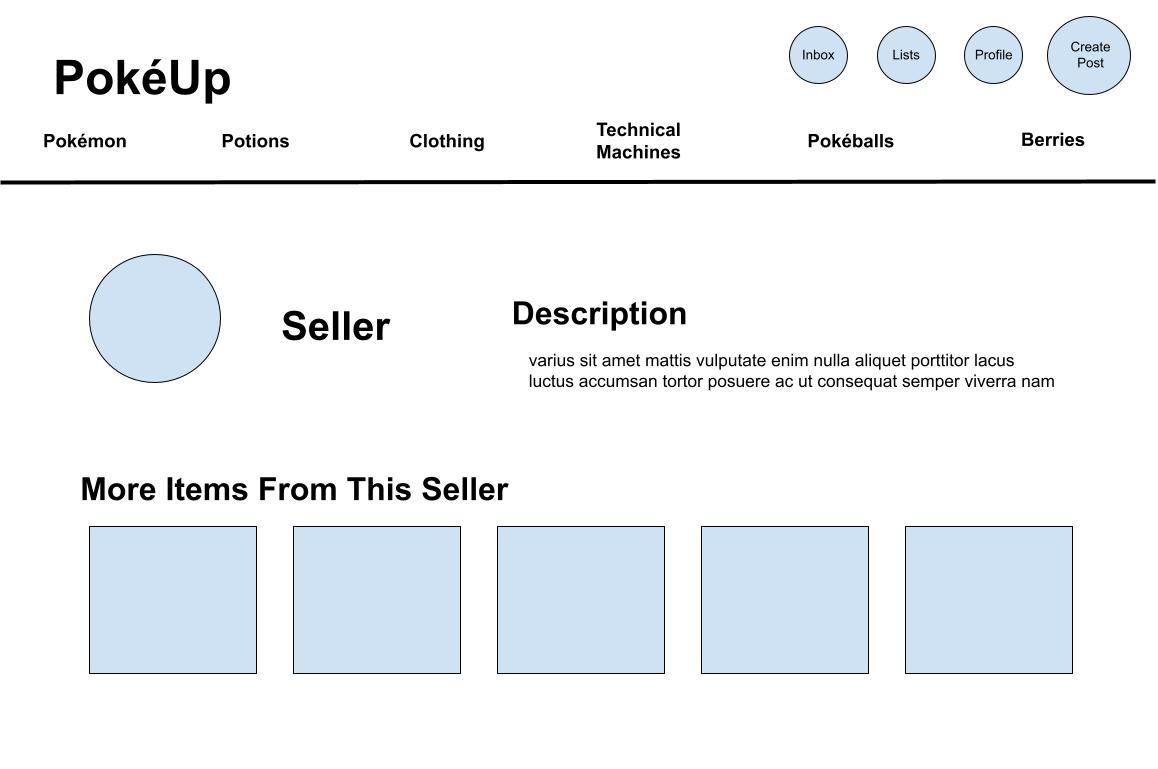 PokéUp
Inbox
Lists
Profile
Create
Post
Pokémon
Potions
Clothing
Technical
Machines
Pokéballs
Berries
Seller
Description
varius sit amet mattis vulputate enim nulla aliquet porttitor lacus
luctus accumsan tortor posuere ac ut consequat semper viverra nam
More Items From This Seller